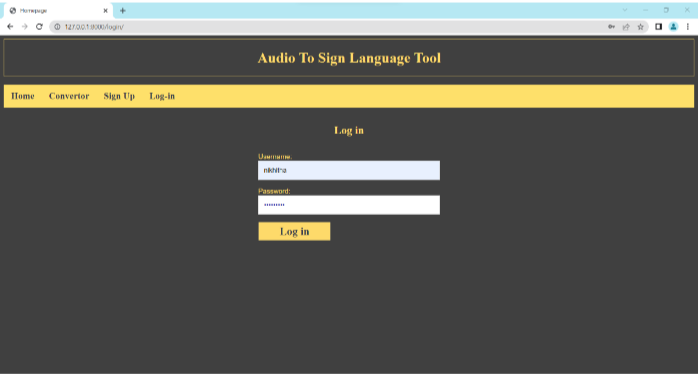 Homepage
127.0.0.1:8000/login/
Audio To Sign Language Tool
Home Convertor Sign Up Log-in
Log in
Username:
nikhitha
Password:
•••••••••
Log in